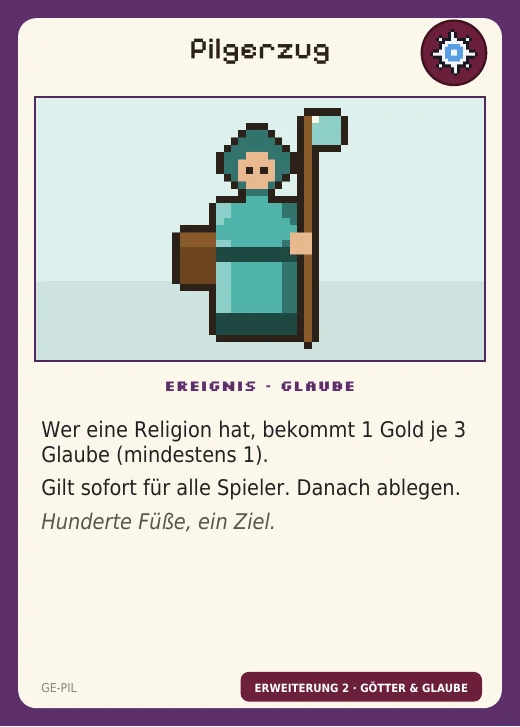 Pilgerzug
EREIGNIS · GLAUBE
Wer eine Religion hat, bekommt 1 Gold je 3
Glaube (mindestens 1).
Gilt sofort für alle Spieler. Danach ablegen.
Hunderte Füße, ein Ziel.
GE-PIL
ERWEITERUNG 2 · GÖTTER & GLAUBE